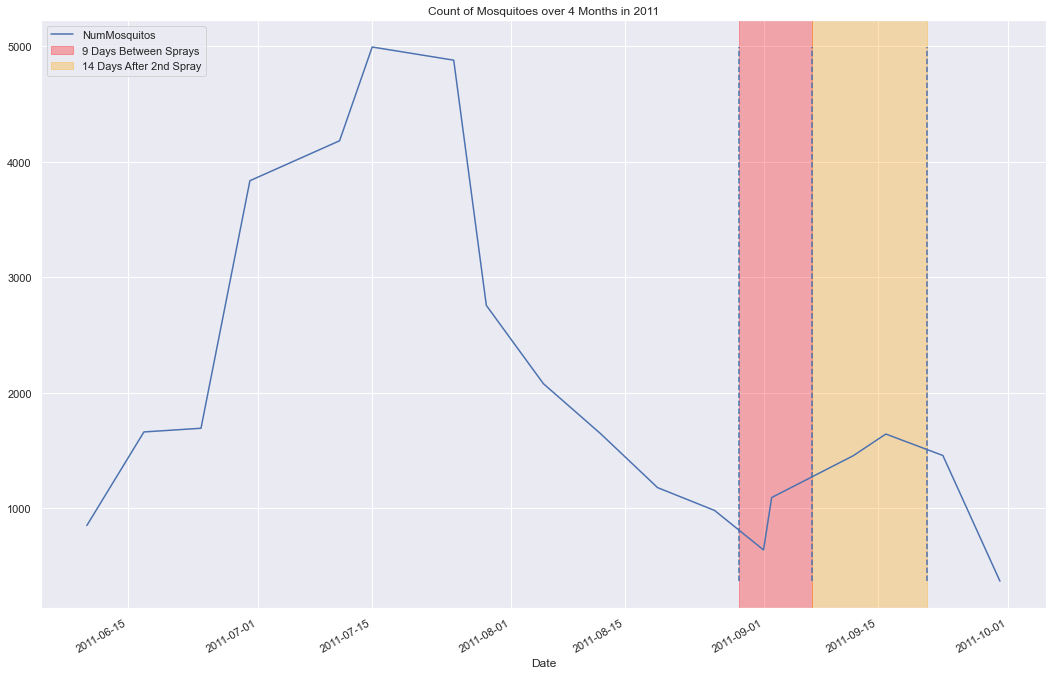 Count of Mosquitoes over 4 Months in 2011
NumMosquitos
9 Days Between Sprays
14 Days After 2nd Spray
5000
4000
3000
2000
1000
2011-06-15
2011-07-01
2011-07-15
2011-08-01
2011-08-15
2011-09-01
2011-09-15
2011-10-01
Date